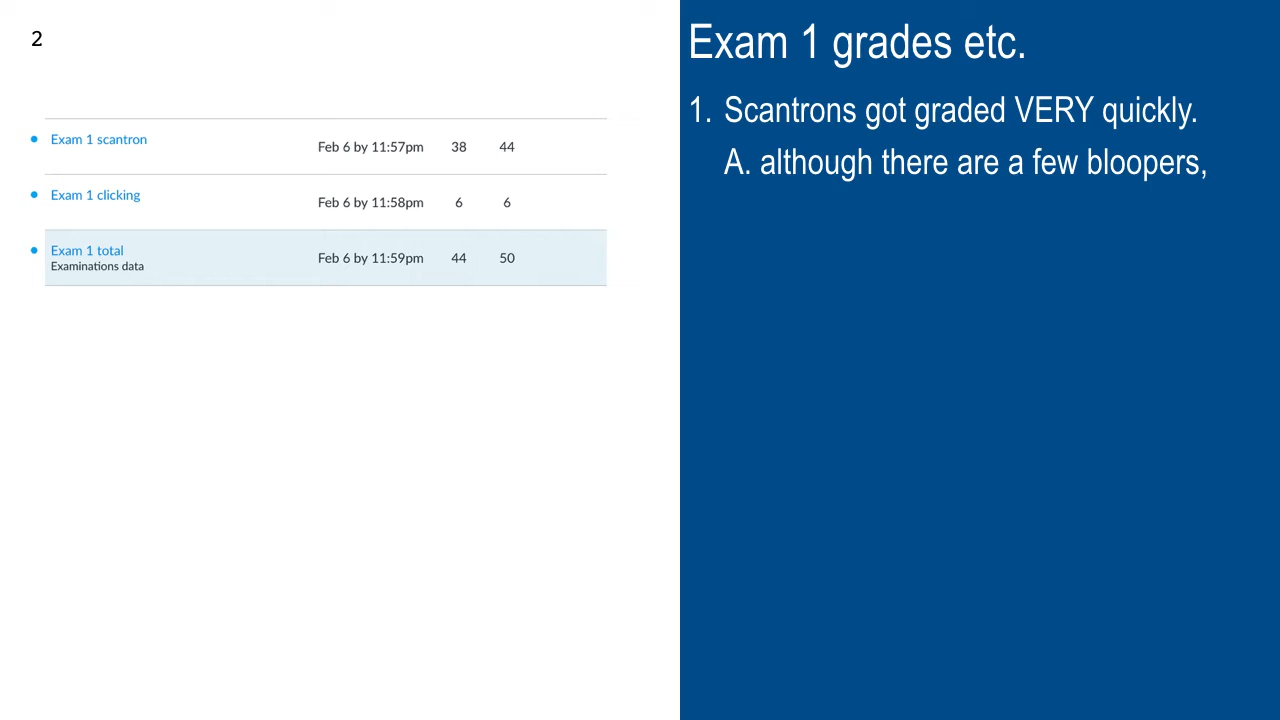 2
Exam 1 scantron Feb 6 by 11:57pm 38 44
Exam 1 clicking Feb 6 by 11:58pm 6 6
Exam 1 total Feb 6 by 11:59pm 44 50
Examinations data
Exam 1 grades etc.
1. Scantrons got graded VERY quickly.
A. although there are a few bloopers,